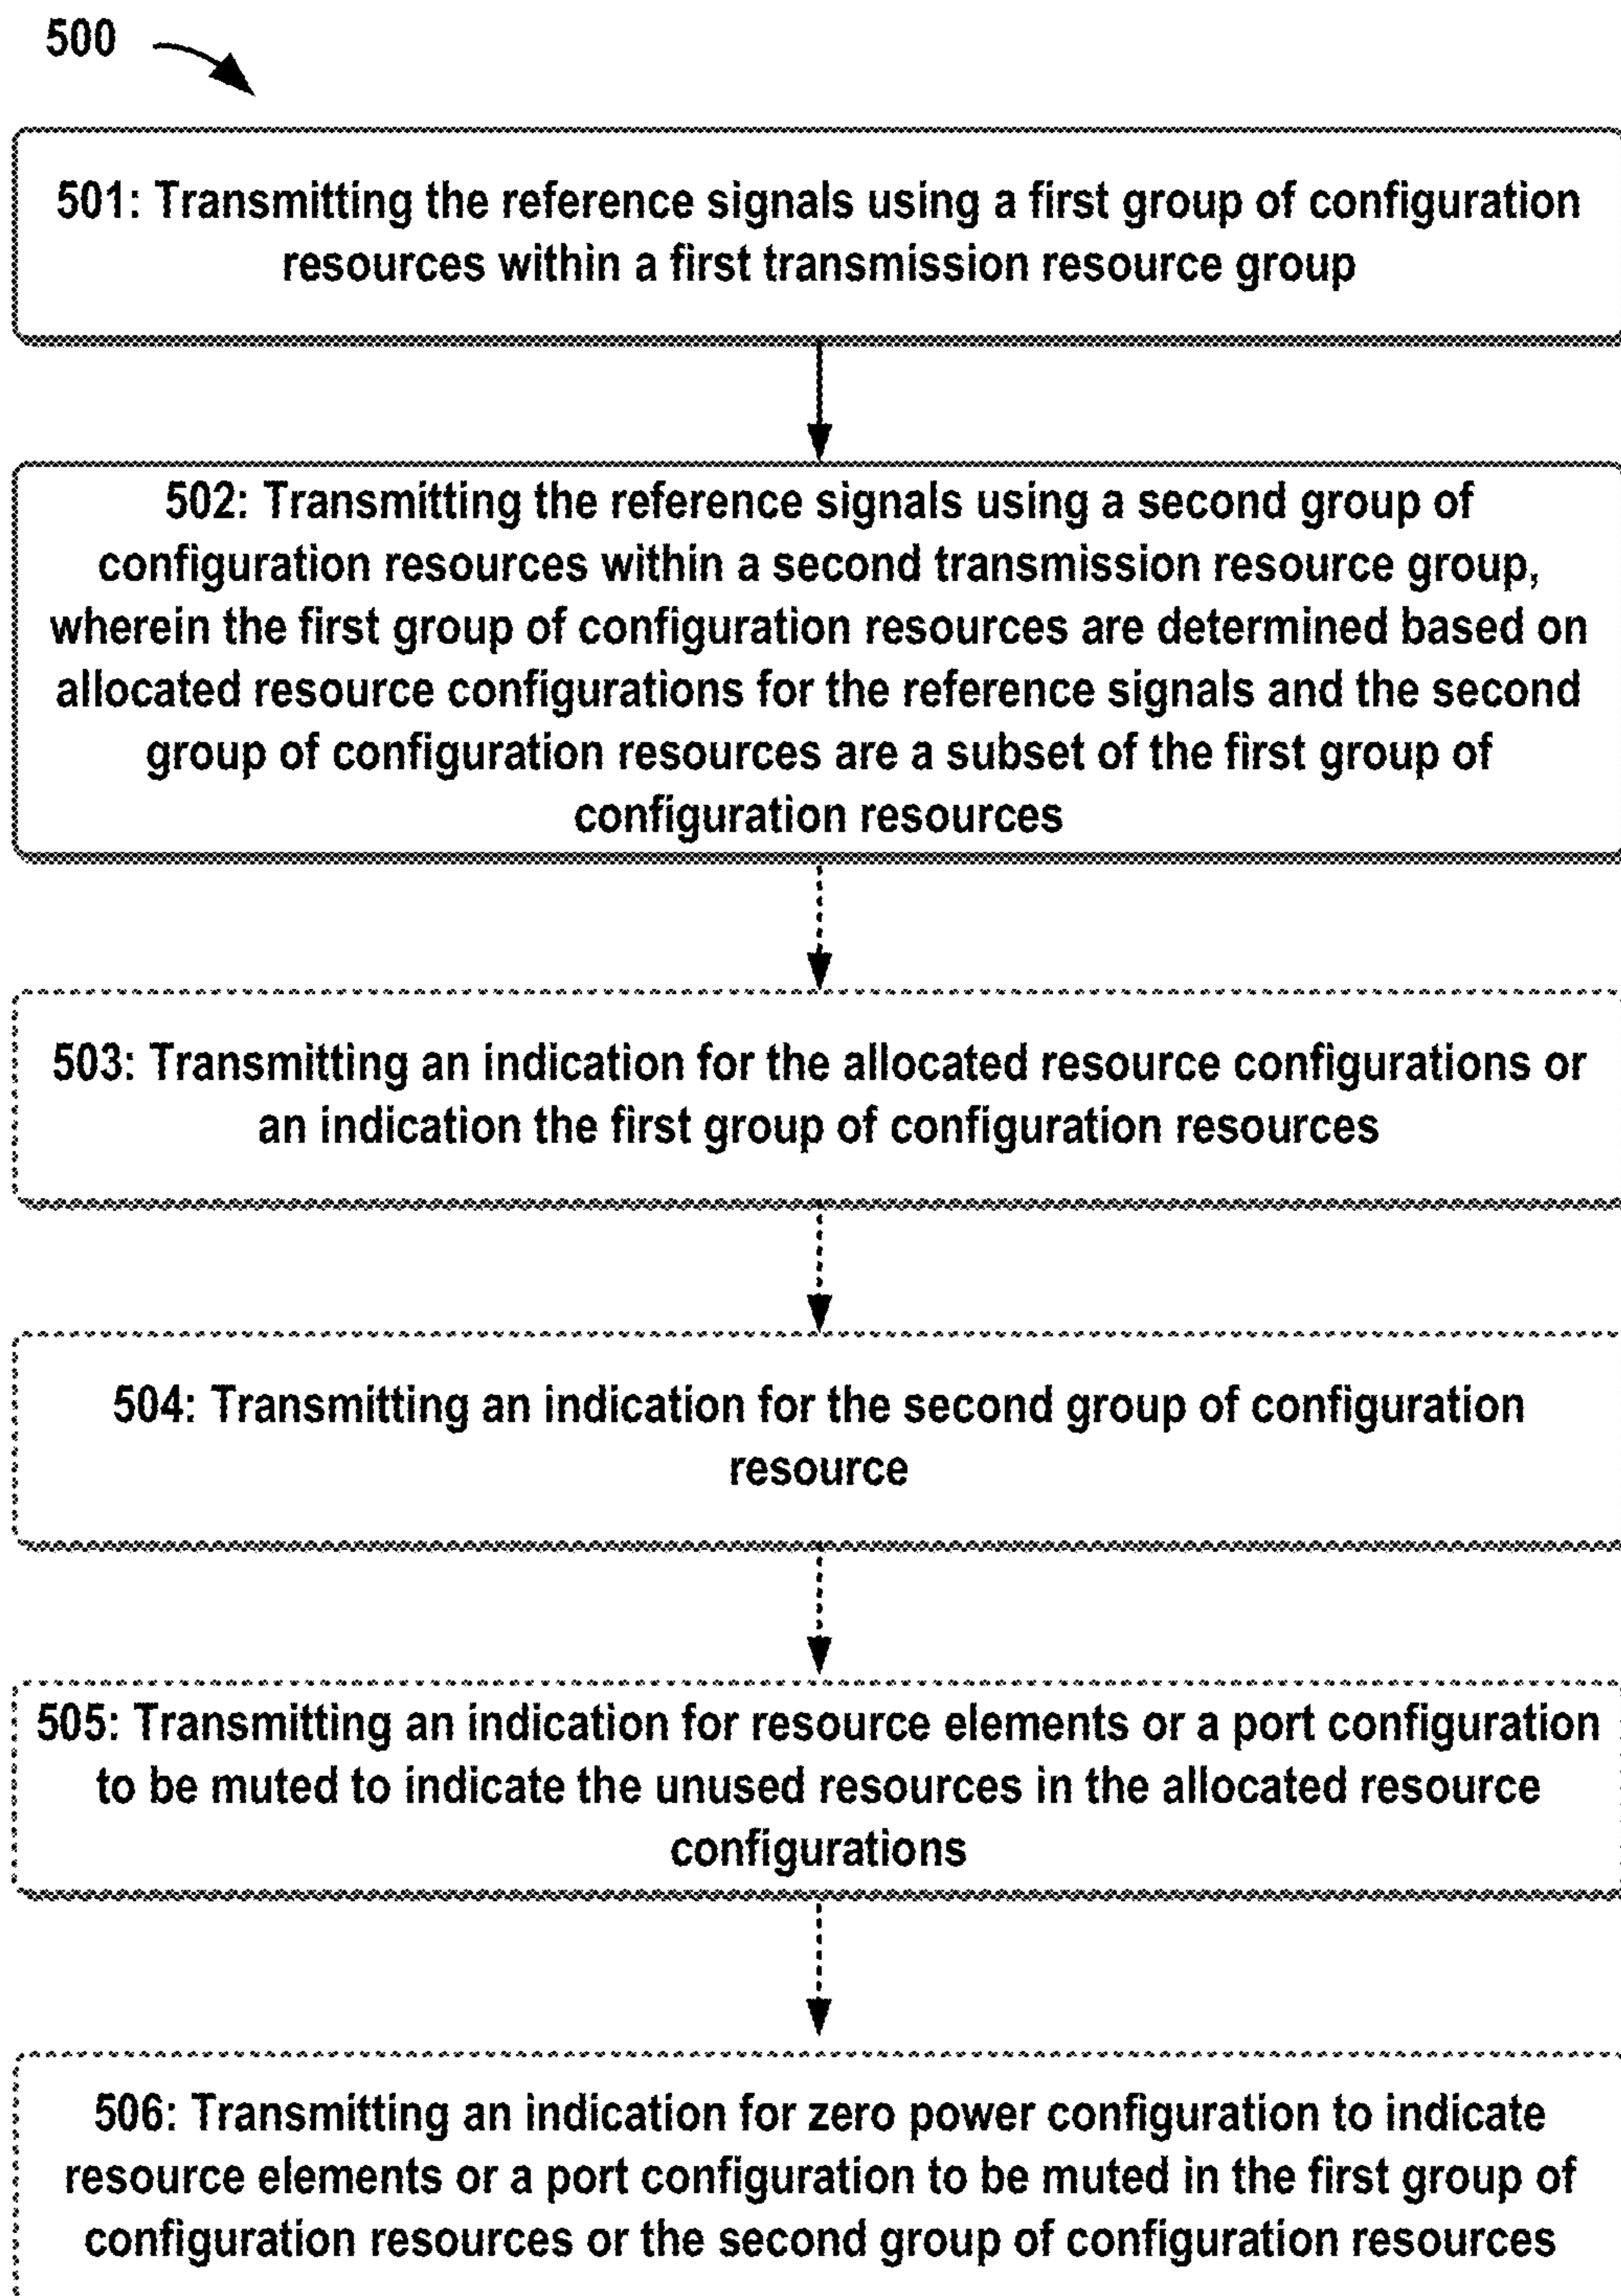 500
501: Transmitting the reference signals using a first group of configuration
resources within a first transmission resource group
502: Transmitting the reference signals using a second group of
configuration resources within a second transmission resource group,
wherein the first group of configuration resources are determined based on
allocated resource configurations for the reference signals and the second
group of configuration resources are a subset of the first group of
configuration resources
503: Transmitting an indication for the allocated resource configurations or
an indication the first group of configuration resources
504: Transmitting an indication for the second group of configuration
resource
505: Transmitting an indication for resource elements or a port configuration
to be muted to indicate the unused resources in the allocated resource
configurations
506: Transmitting an indication for zero power configuration to indicate
resource elements or a port configuration to be muted in the first group of
configuration resources or the second group of configuration resources